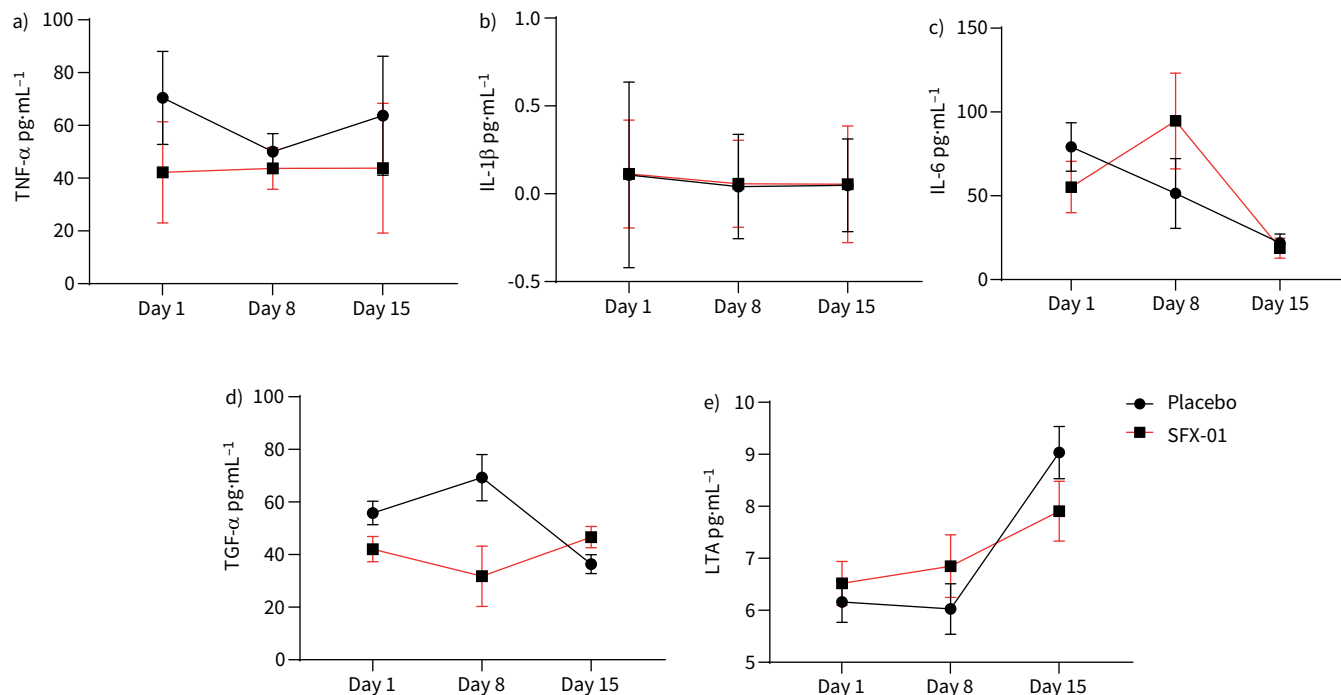 a)
TNF-α pg·mL⁻¹
100
80
60
40
20
0
Day 1 Day 8 Day 15
b)
IL-1β pg·mL⁻¹
1.0
0.5
0.0
-0.5
Day 1 Day 8 Day 15
c)
IL-6 pg·mL⁻¹
150
100
50
0
Day 1 Day 8 Day 15
d)
TGF-α pg·mL⁻¹
100
80
60
40
20
0
Day 1 Day 8 Day 15
e)
LTA pg·mL⁻¹
10
9
8
7
6
5
Day 1 Day 8 Day 15
Placebo
SFX-01